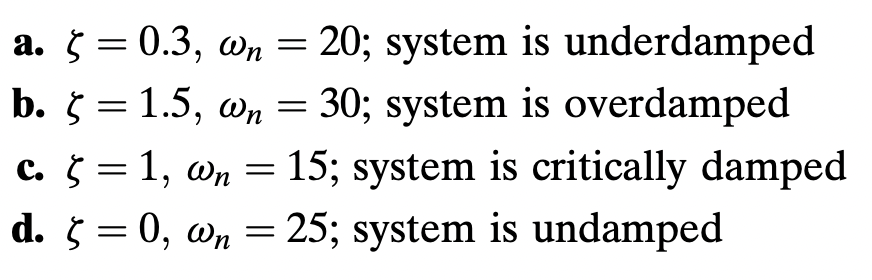 a. ζ = 0.3, ωn = 20; system is underdamped
b. ζ = 1.5, ωn = 30; system is overdamped
c. ζ = 1, ωn = 15; system is critically damped
d. ζ = 0, ωn = 25; system is undamped